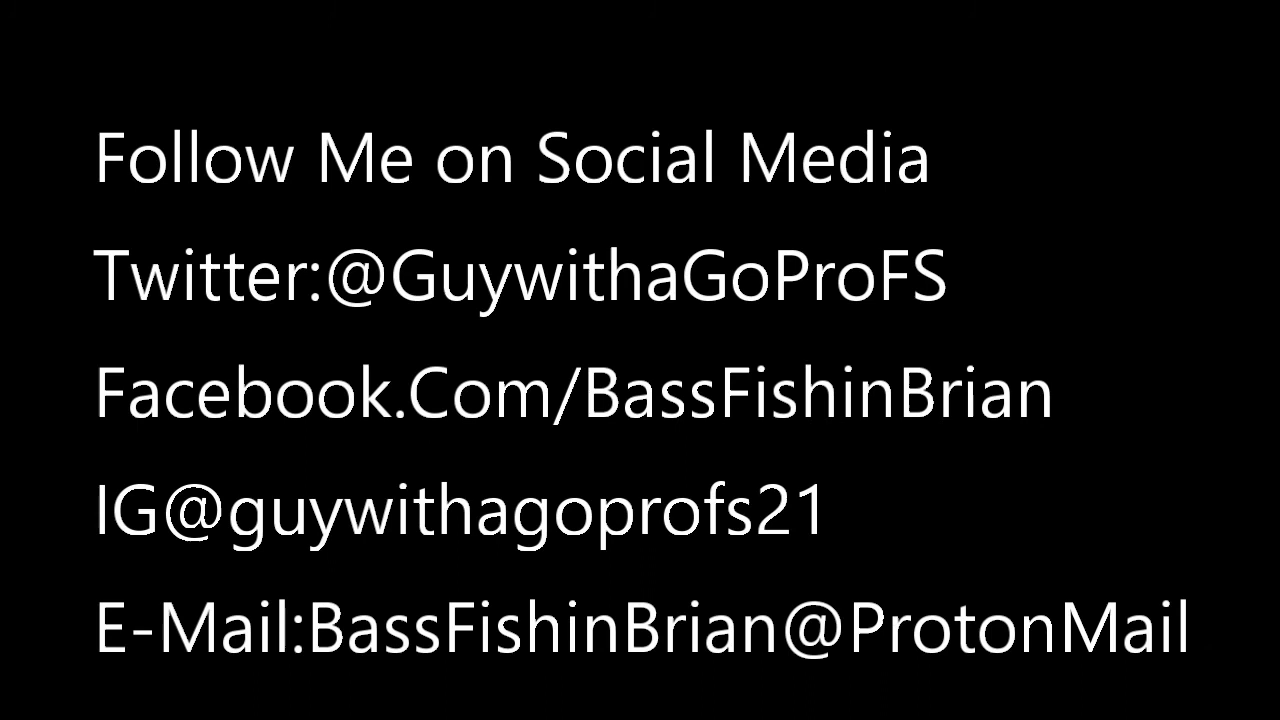 Follow Me on Social Media
Twitter:@GuywithaGoProFS
Facebook.Com/BassFishinBrian
IG@guywithagoprofs21
E-Mail:BassFishinBrian@ProtonMail